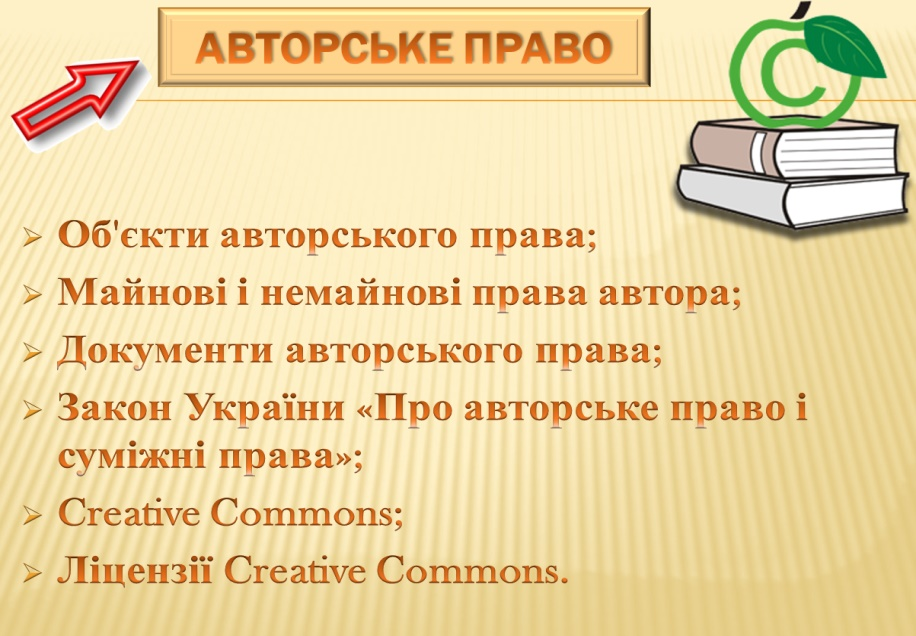 АВТОРСЬКЕ ПРАВО
C
Об'єкти авторського права;
Майнові і немайнові права автора;
Документи авторського права;
Закон України «Про авторське право і
суміжні права»;
Creative Commons;
Ліцензії Creative Commons.